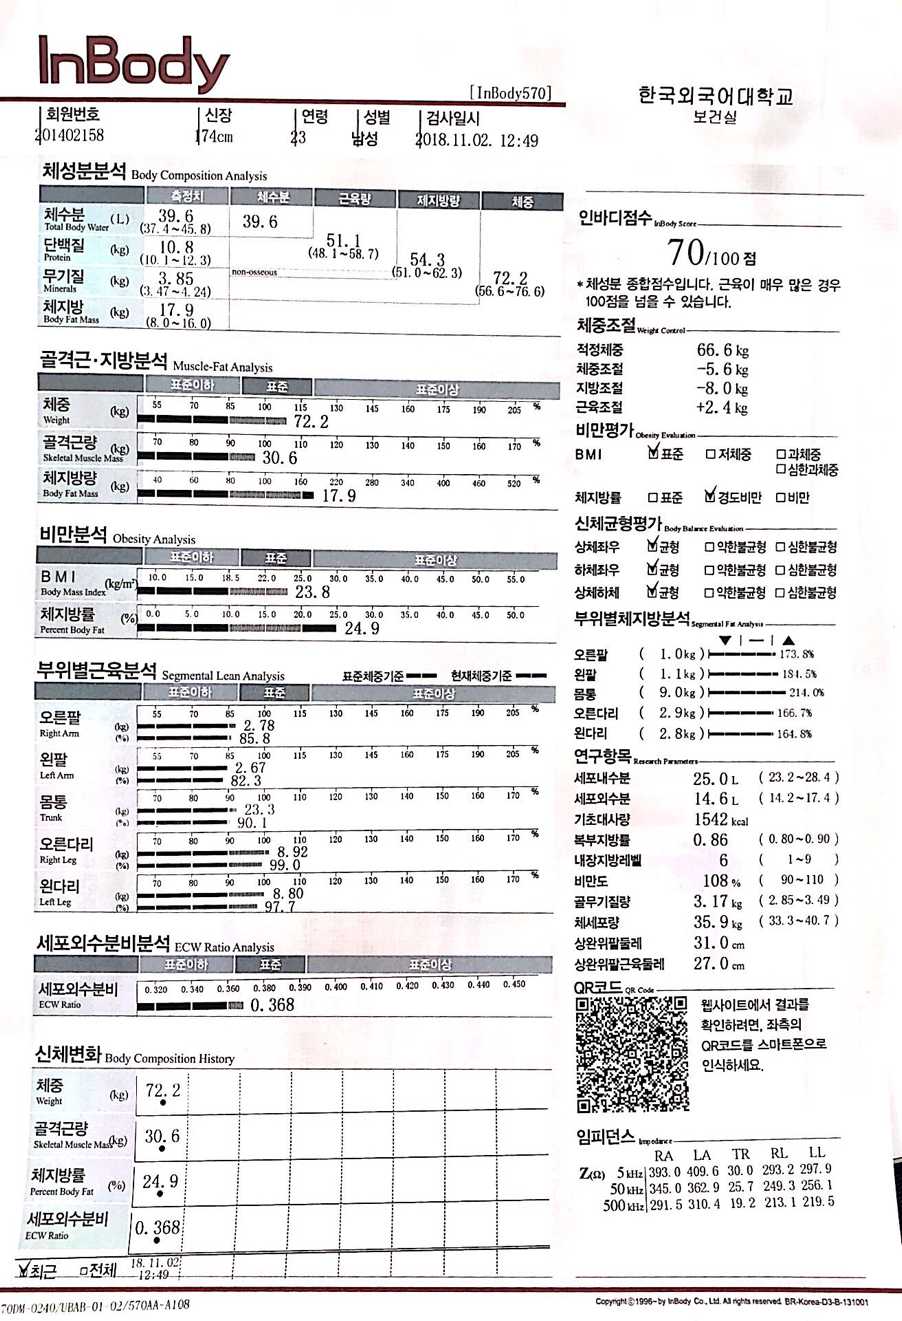 InBody
[InBody570]
한국외국어대학교
보건실
회원번호 신장 연령 성별 검사일시
201402158 174cm 23 남성 2018.11.02. 12:49
체성분분석 Body Composition Analysis
측정치 체수분 근육량 제지방량 체중
체수분 Total Body Water (L) 39.6 (37.4~45.8) 39.6
단백질 Protein (kg) 10.8 (10.1~12.3) 51.1 (48.1~58.7)
무기질 Minerals (kg) 3.85 (3.47~4.24) non-osseous 54.3 (51.0~62.3) 72.2 (56.6~76.6)
체지방 Body Fat Mass (kg) 17.9 (8.0~16.0)
골격근·지방분석 Muscle-Fat Analysis
표준이하 표준 표준이상
체중 Weight (kg) 55 70 85 100 115 130 145 160 175 190 205 %
72.2
골격근량 Skeletal Muscle Mass (kg) 70 80 90 100 110 120 130 140 150 160 170 %
30.6
체지방량 Body Fat Mass (kg) 40 60 80 100 160 220 280 340 400 460 520 %
17.9
비만분석 Obesity Analysis
표준이하 표준 표준이상
BMI Body Mass Index (kg/m²) 10.0 15.0 18.5 22.0 25.0 30.0 35.0 40.0 45.0 50.0 55.0
23.8
체지방률 Percent Body Fat (%) 0.0 5.0 10.0 15.0 20.0 25.0 30.0 35.0 40.0 45.0 50.0
24.9
부위별근육분석 Segmental Lean Analysis 표준체중기준 현재체중기준
표준이하 표준 표준이상
오른팔 Right Arm (kg) (%) 55 70 85 100 115 130 145 160 175 190 205 %
2.78
85.8
왼팔 Left Arm (kg) (%) 55 70 85 100 115 130 145 160 175 190 205 %
2.67
82.3
몸통 Trunk (kg) (%) 70 80 90 100 110 120 130 140 150 160 170 %
23.3
90.1
오른다리 Right Leg (kg) (%) 70 80 90 100 110 120 130 140 150 160 170 %
8.92
99.0
왼다리 Left Leg (kg) (%) 70 80 90 100 110 120 130 140 150 160 170 %
8.80
97.7
세포외수분비분석 ECW Ratio Analysis
표준이하 표준 표준이상
세포외수분비 ECW Ratio 0.320 0.340 0.360 0.380 0.390 0.400 0.410 0.420 0.430 0.440 0.450
0.368
신체변화 Body Composition History
체중 Weight (kg) 72.2
골격근량 Skeletal Muscle Mass (kg) 30.6
체지방률 Percent Body Fat (%) 24.9
세포외수분비 ECW Ratio 0.368
☑최근 □전체 18.11.02 12:49
인바디점수 InBody Score
70/100 점
* 체성분 종합점수입니다. 근육이 매우 많은 경우
100점을 넘을 수 있습니다.
체중조절 Weight Control
적정체중 66.6 kg
체중조절 -5.6 kg
지방조절 -8.0 kg
근육조절 +2.4 kg
비만평가 Obesity Evaluation
BMI ☑표준 □저체중 □과체중
□심한과체중
체지방률 □표준 ☑경도비만 □비만
신체균형평가 Body Balance Evaluation
상체좌우 ☑균형 □약한불균형 □심한불균형
하체좌우 ☑균형 □약한불균형 □심한불균형
상체하체 ☑균형 □약한불균형 □심한불균형
부위별체지방분석 Segmental Fat Analysis
▼ | — | ▲
오른팔 ( 1.0kg ) 173.8%
왼팔 ( 1.1kg ) 184.5%
몸통 ( 9.0kg ) 214.0%
오른다리 ( 2.9kg ) 166.7%
왼다리 ( 2.8kg ) 164.8%
연구항목 Research Parameters
세포내수분 25.0 L ( 23.2~28.4 )
세포외수분 14.6 L ( 14.2~17.4 )
기초대사량 1542 kcal
복부지방률 0.86 ( 0.80~0.90 )
내장지방레벨 6 ( 1~9 )
비만도 108 % ( 90~110 )
골무기질량 3.17 kg ( 2.85~3.49 )
체세포량 35.9 kg ( 33.3~40.7 )
상완위팔둘레 31.0 cm
상완위팔근육둘레 27.0 cm
QR코드 QR Code
웹사이트에서 결과를
확인하려면, 좌측의
QR코드를 스마트폰으로
인식하세요.
임피던스 Impedance
RA LA TR RL LL
Z(Ω) 5 kHz 393.0 409.6 30.0 293.2 297.9
50 kHz 345.0 362.9 25.7 249.3 256.1
500 kHz 291.5 310.4 19.2 213.1 219.5
70DM-0240/UBAB-01-02/570AA-A108
Copyright©1996~ by InBody Co., Ltd. All rights reserved. BR-Korea-D3-B-131001